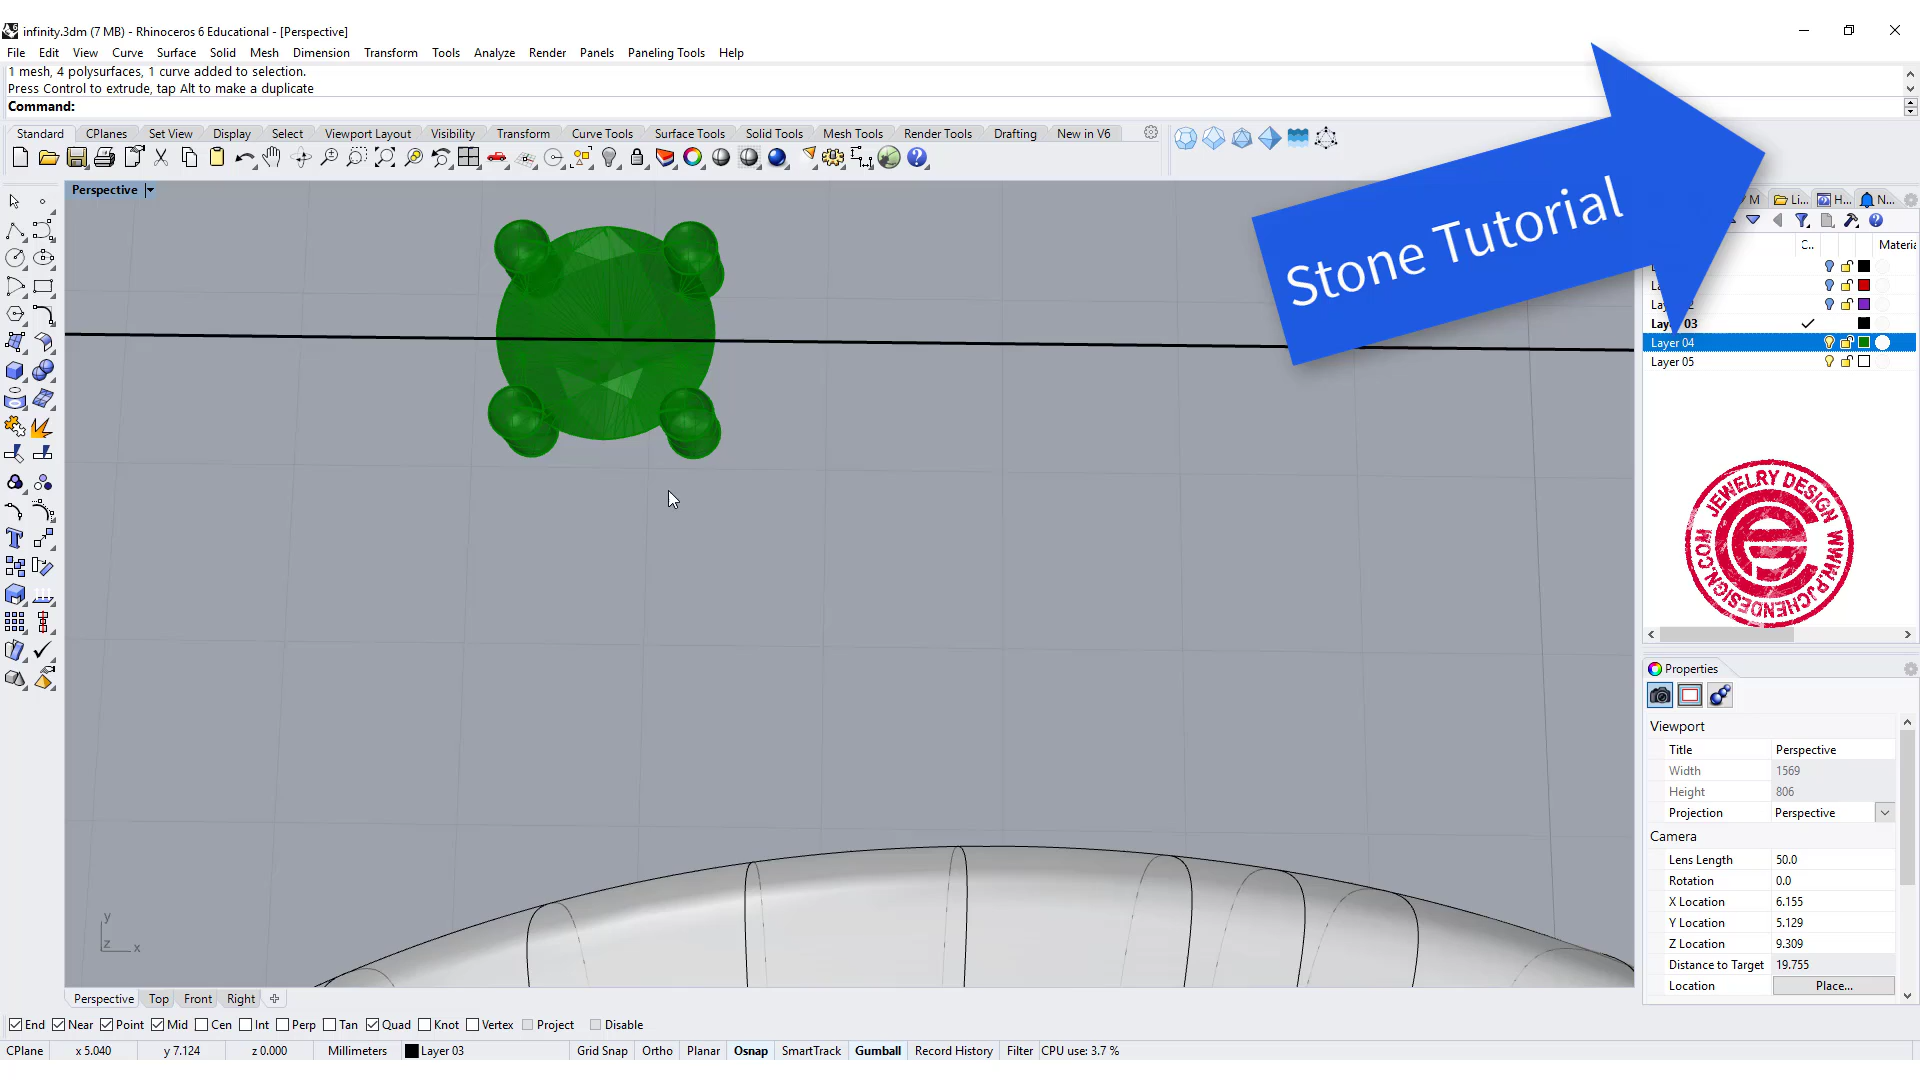 infinity.3dm (7 MB) - Rhinoceros 6 Educational - [Perspective]
File Edit View Curve Surface Solid Mesh Dimension Transform Tools Analyze Render Panels Paneling Tools Help
1 mesh, 4 polysurfaces, 1 curve added to selection.
Press Control to extrude, tap Alt to make a duplicate
Command:
Standard CPlanes Set View Display Select Viewport Layout Visibility Transform Curve Tools Surface Tools Solid Tools Mesh Tools Render Tools Drafting New in V6
Perspective
Stone Tutorial
M Li... H... N...
C.. Materia
Layer 03
Layer 04
Layer 05
JEWELRY DESIGN
WWW.PJCHENDESIGN.COM
Properties
Viewport
Title Perspective
Width 1569
Height 806
Projection Perspective
Camera
Lens Length 50.0
Rotation 0.0
X Location 6.155
Y Location 5.129
Z Location 9.309
Distance to Target 19.755
Location Place...
y
z x
Perspective Top Front Right
End Near Point Mid Cen Int Perp Tan Quad Knot Vertex Project Disable
CPlane x 5.040 y 7.124 z 0.000 Millimeters Layer 03 Grid Snap Ortho Planar Osnap SmartTrack Gumball Record History Filter CPU use: 3.7 %